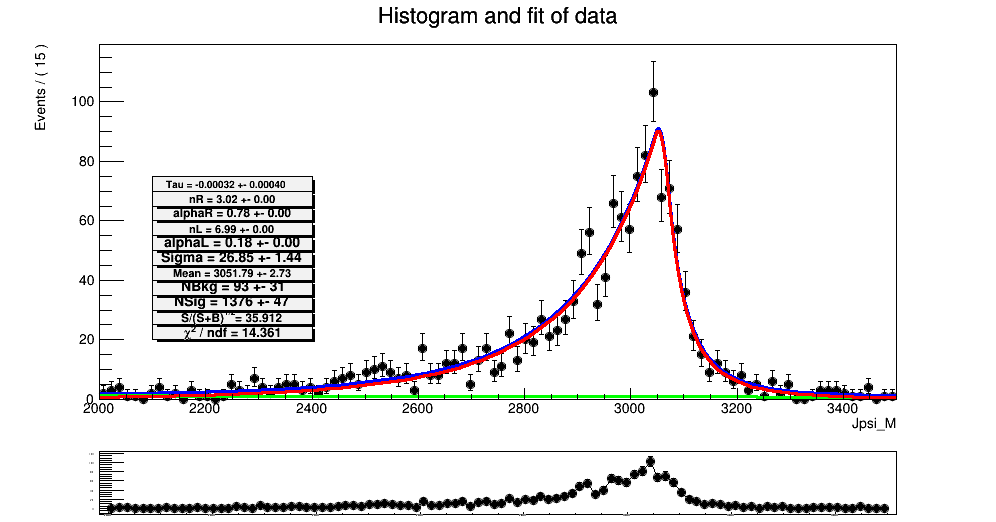 Histogram and fit of data
Events / ( 15 )
100
80
60
40
20
0
Tau = -0.00032 +- 0.00040
nR = 3.02 +- 0.00
alphaR = 0.78 +- 0.00
nL = 6.99 +- 0.00
alphaL = 0.18 +- 0.00
Sigma = 26.85 +- 1.44
Mean = 3051.79 +- 2.73
NBkg = 93 +- 31
NSig = 1376 +- 47
S/(S+B)^1/2 = 35.912
χ² / ndf = 14.361
2000 2200 2400 2600 2800 3000 3200 3400
Jpsi_M